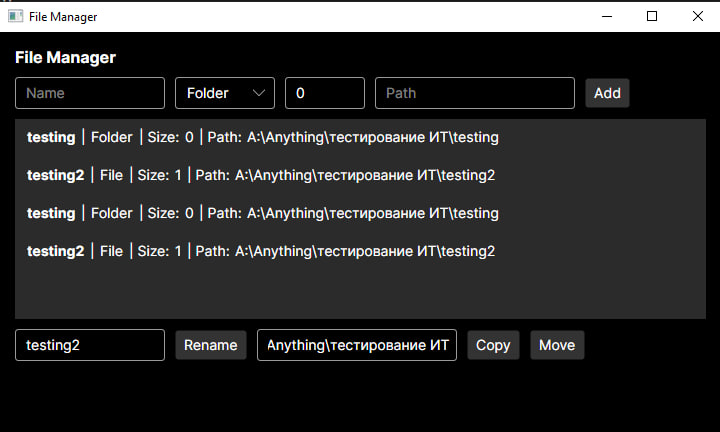 File Manager
File Manager
Name Folder 0 Path Add
testing | Folder | Size: 0 | Path: A:\Anything\тестирование ИТ\testing
testing2 | File | Size: 1 | Path: A:\Anything\тестирование ИТ\testing2
testing | Folder | Size: 0 | Path: A:\Anything\тестирование ИТ\testing
testing2 | File | Size: 1 | Path: A:\Anything\тестирование ИТ\testing2
testing2 Rename Anything\тестирование ИТ Copy Move